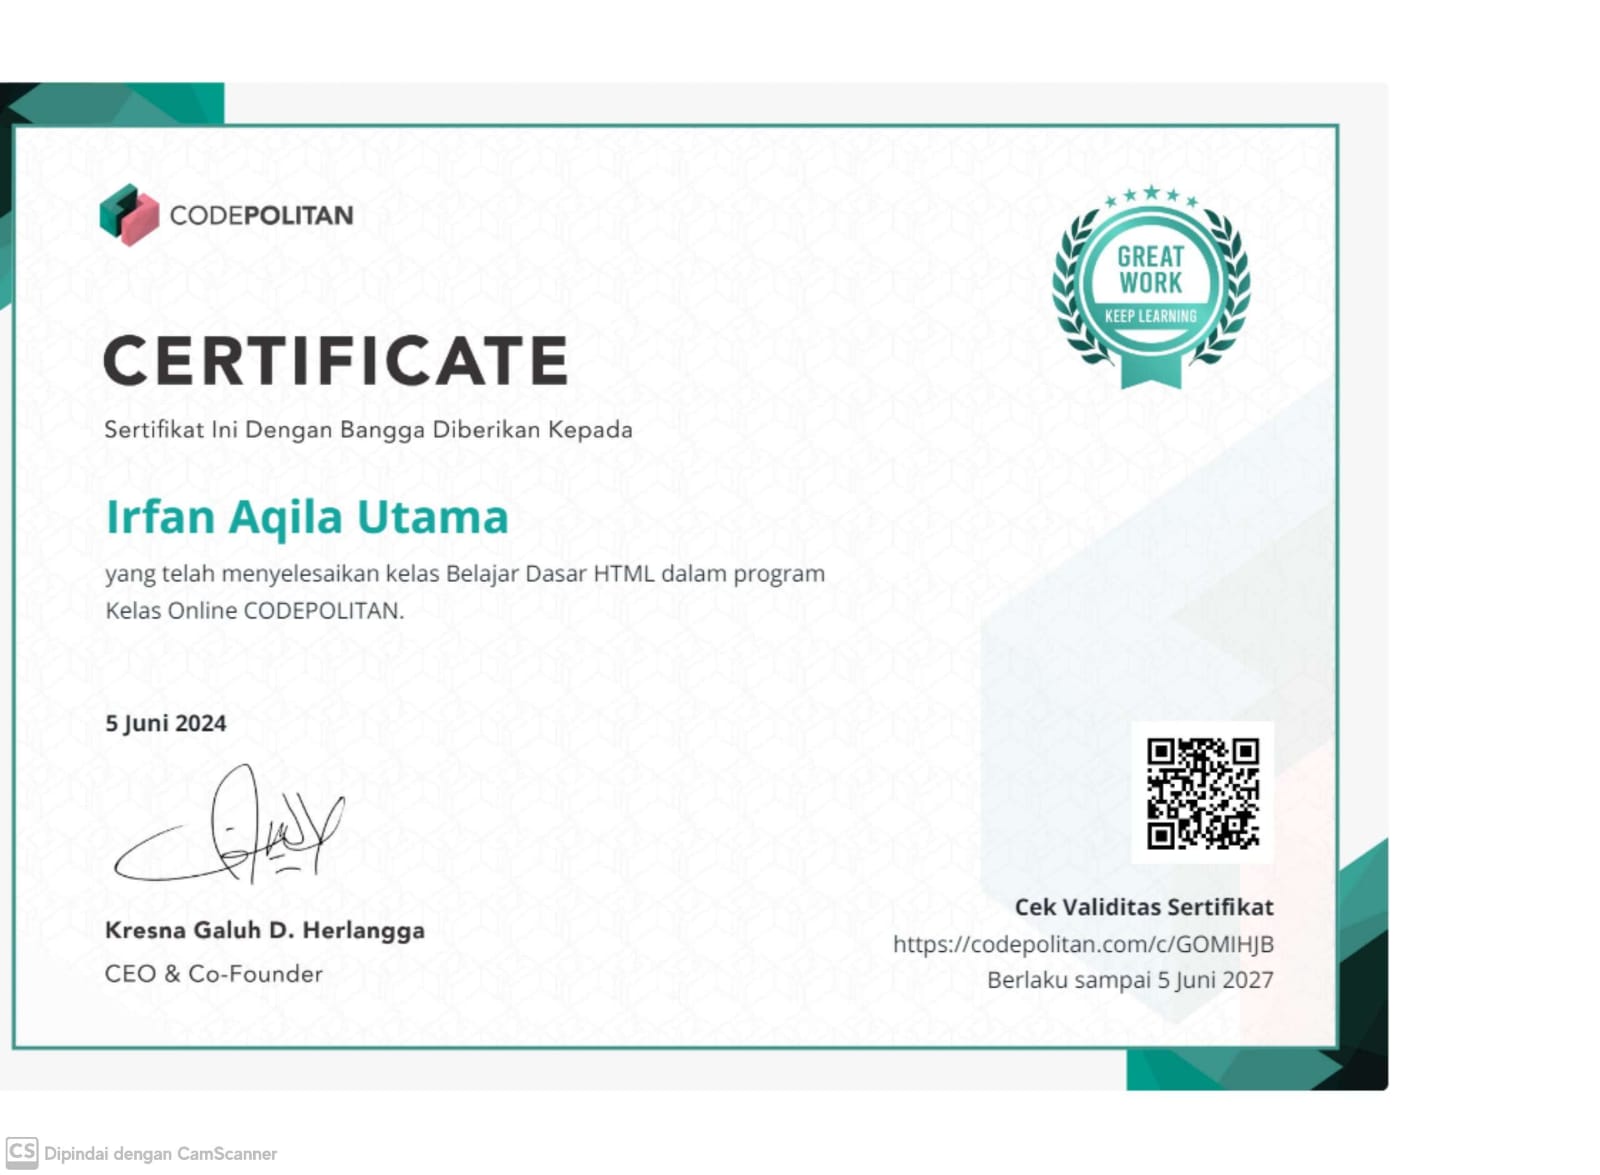 CODEPOLITAN
GREAT
WORK
KEEP LEARNING
CERTIFICATE
Sertifikat Ini Dengan Bangga Diberikan Kepada
Irfan Aqila Utama
yang telah menyelesaikan kelas Belajar Dasar HTML dalam program
Kelas Online CODEPOLITAN.
5 Juni 2024
Kresna Galuh D. Herlangga
CEO & Co-Founder
Cek Validitas Sertifikat
https://codepolitan.com/c/GOMIHJB
Berlaku sampai 5 Juni 2027
CS Dipindai dengan CamScanner